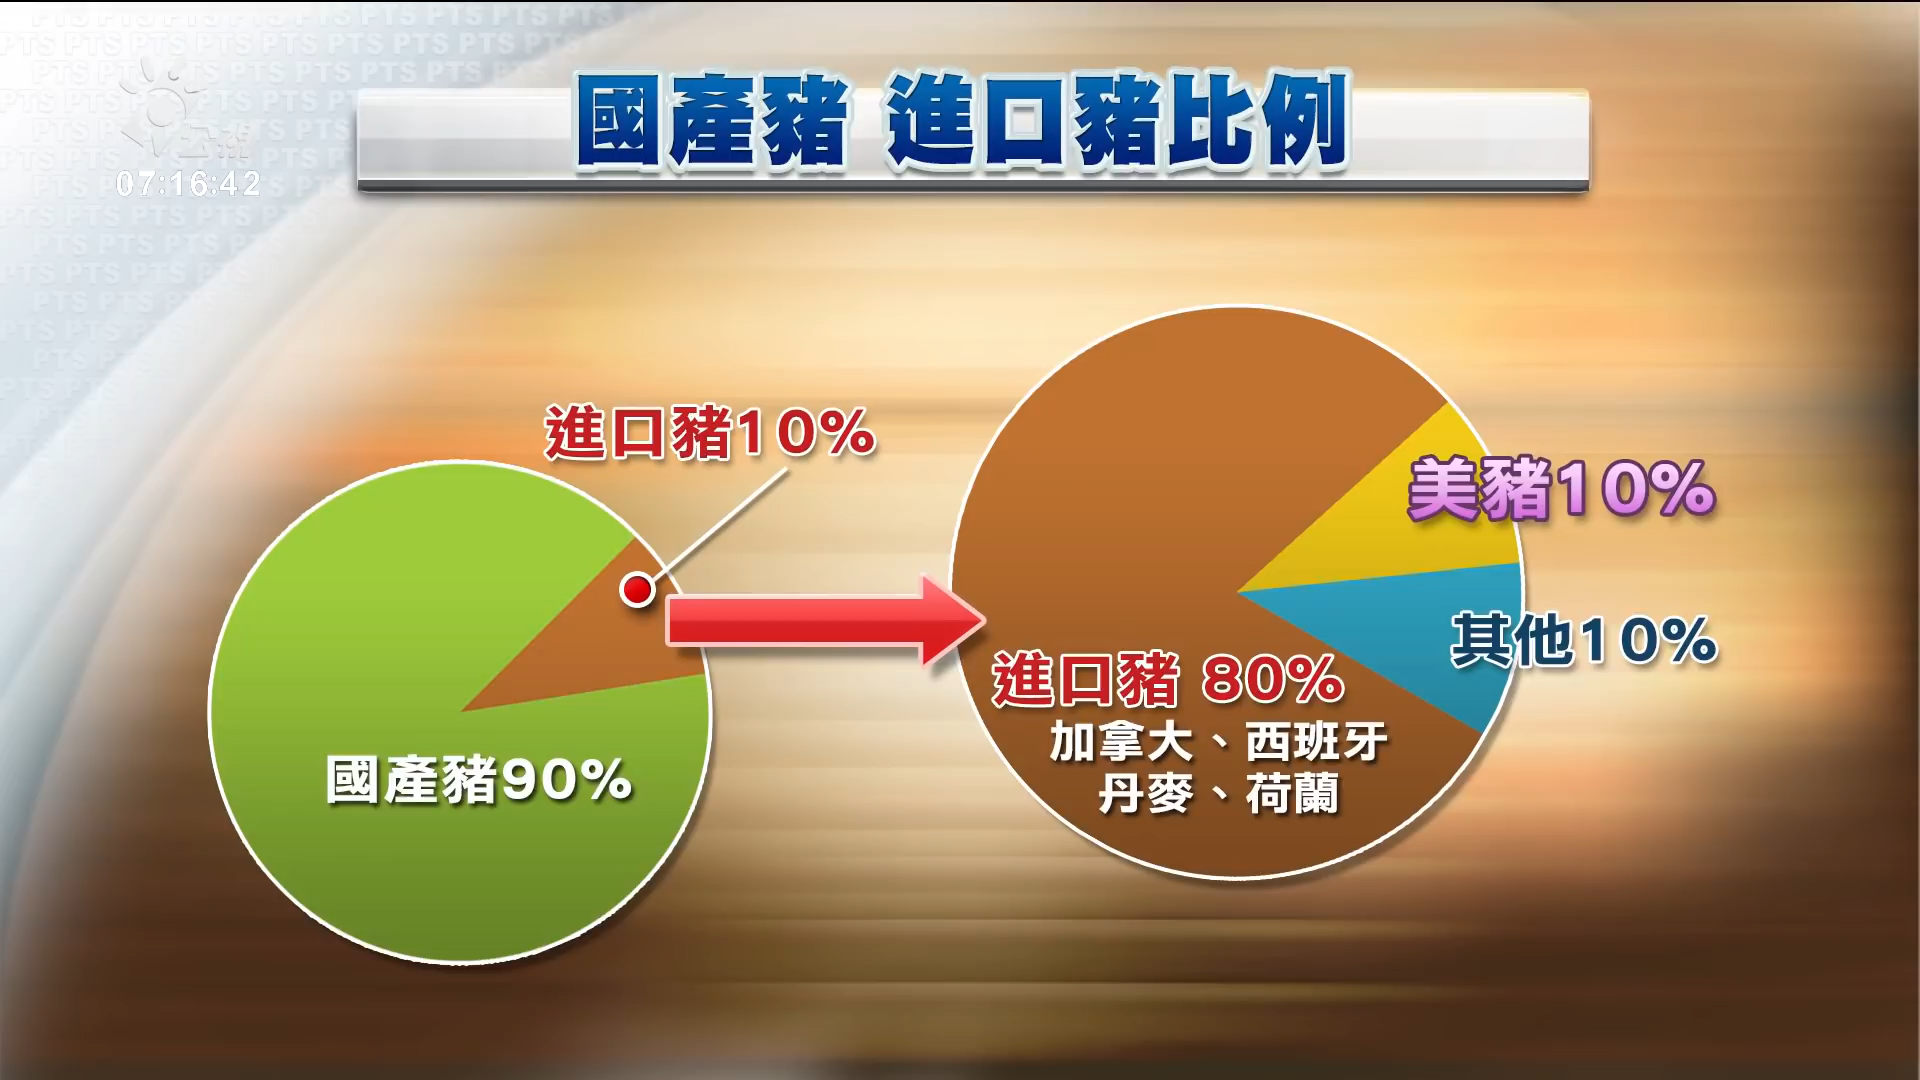 國產豬 進口豬比例
公視
07:16:42
進口豬10%
國產豬90%
美豬10%
其他10%
進口豬 80%
加拿大、西班牙
丹麥、荷蘭